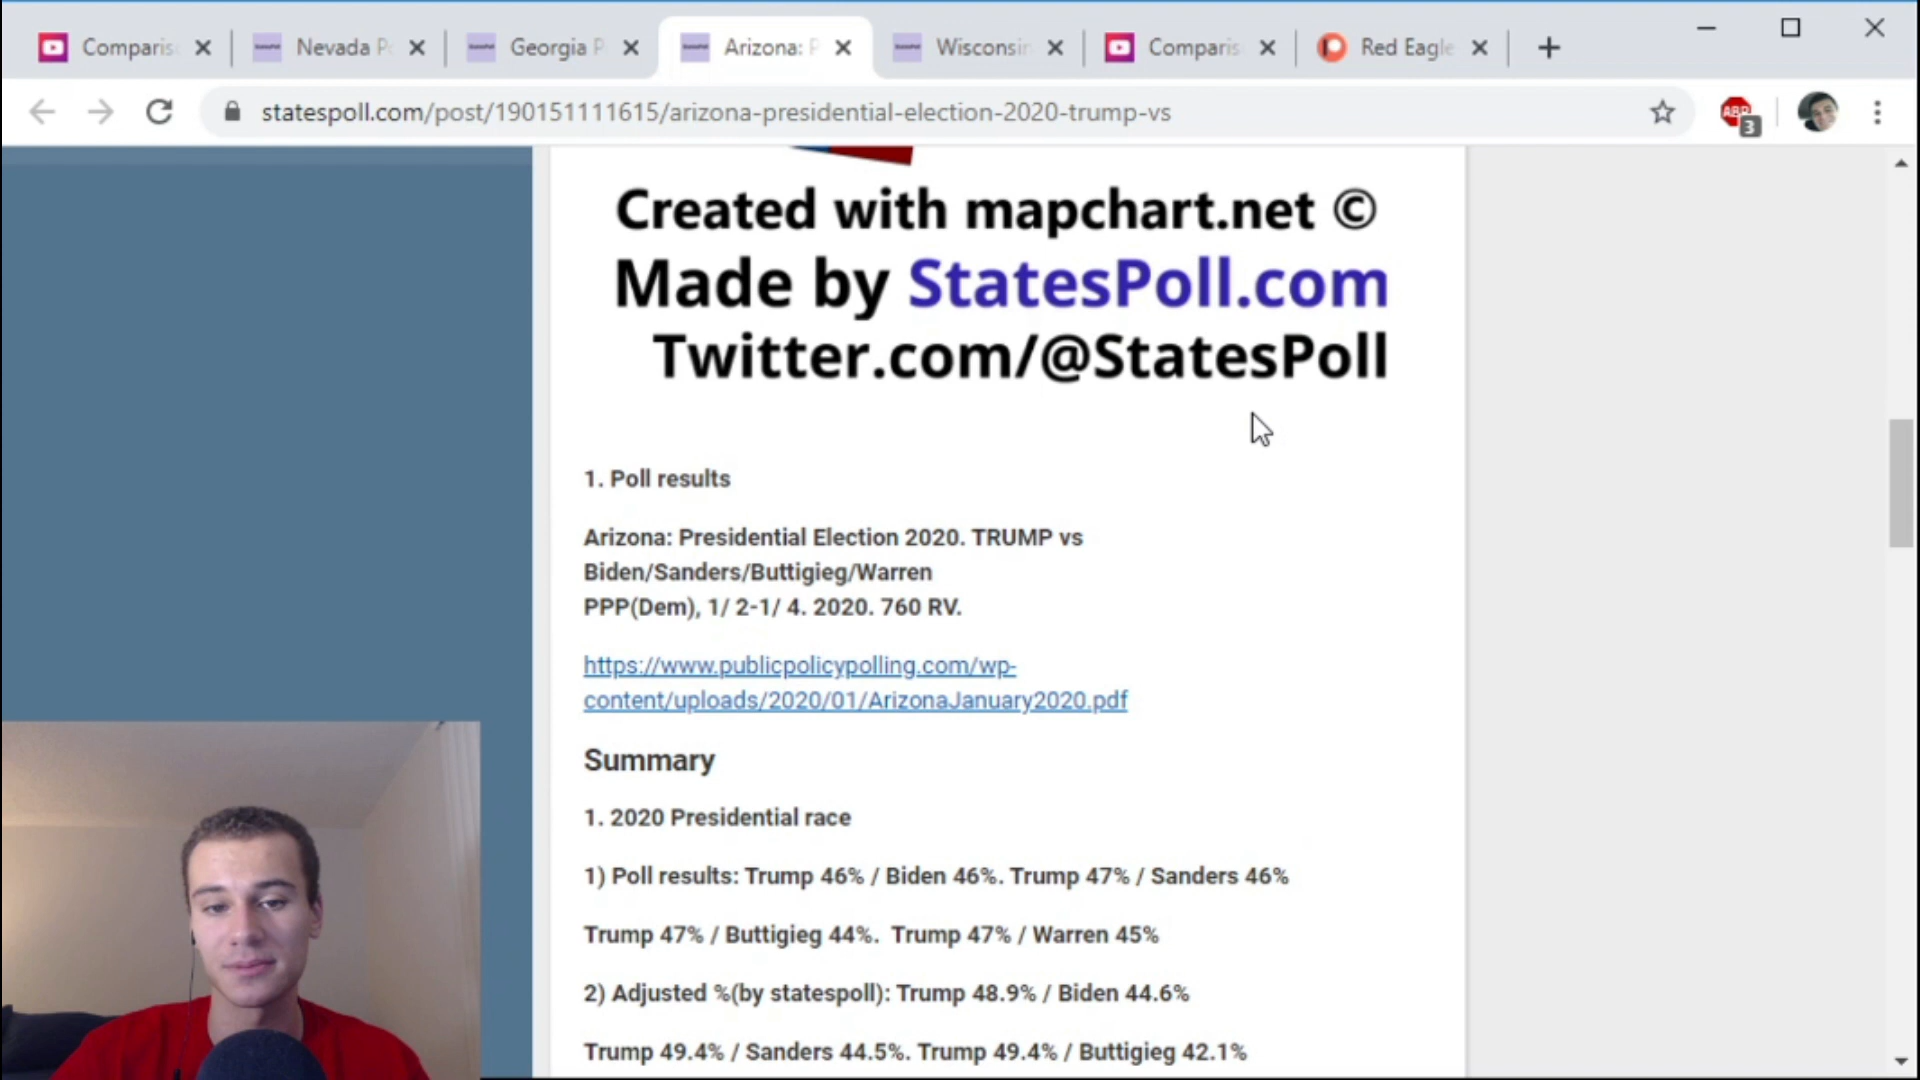 Comparis
Nevada P
Georgia P
Arizona: P
Wisconsin
Comparis
Red Eagle
statespoll.com/post/190151111615/arizona-presidential-election-2020-trump-vs
ABP
3
Created with mapchart.net ©
Made by StatesPoll.com
Twitter.com/@StatesPoll
1. Poll results
Arizona: Presidential Election 2020. TRUMP vs
Biden/Sanders/Buttigieg/Warren
PPP(Dem), 1/ 2-1/ 4. 2020. 760 RV.
https://www.publicpolicypolling.com/wp-
content/uploads/2020/01/ArizonaJanuary2020.pdf
Summary
1. 2020 Presidential race
1) Poll results: Trump 46% / Biden 46%. Trump 47% / Sanders 46%
Trump 47% / Buttigieg 44%. Trump 47% / Warren 45%
2) Adjusted %(by statespoll): Trump 48.9% / Biden 44.6%
Trump 49.4% / Sanders 44.5%. Trump 49.4% / Buttigieg 42.1%